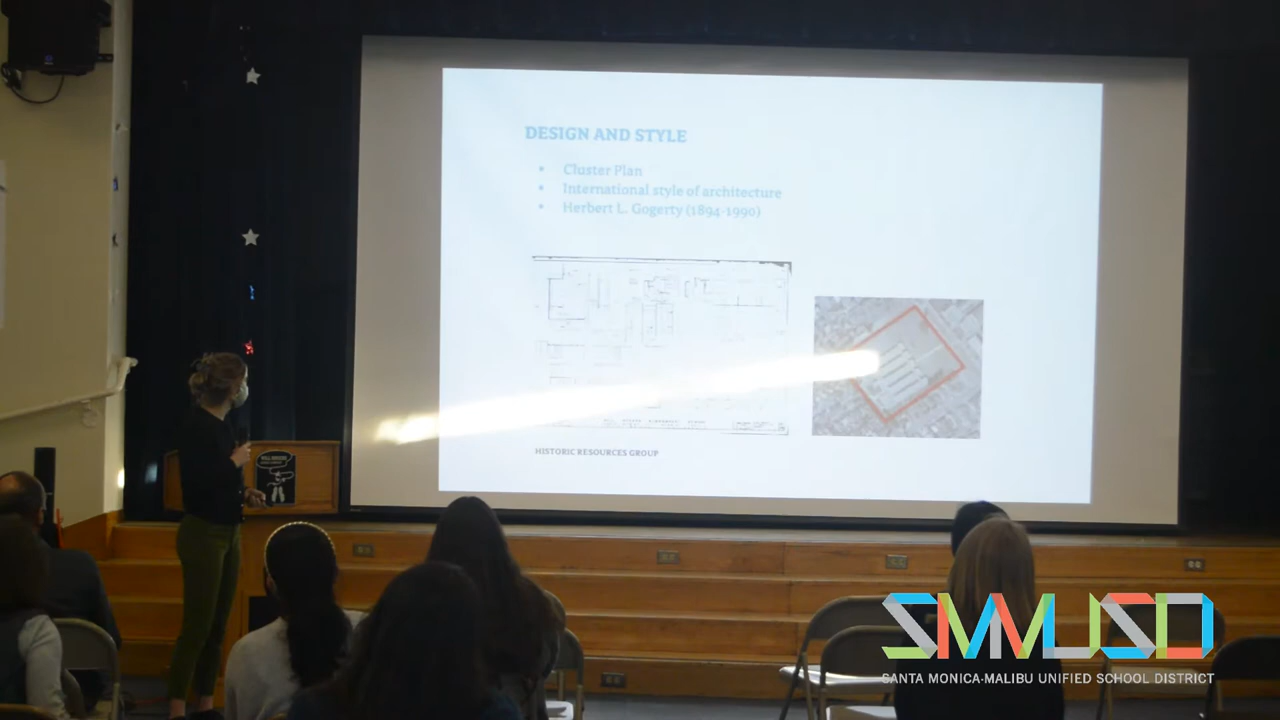 DESIGN AND STYLE
• Cluster Plan
• International style of architecture
• Herbert L. Gogerty (1894-1990)
HISTORIC RESOURCES GROUP
SMMUSD
SANTA MONICA-MALIBU UNIFIED SCHOOL DISTRICT